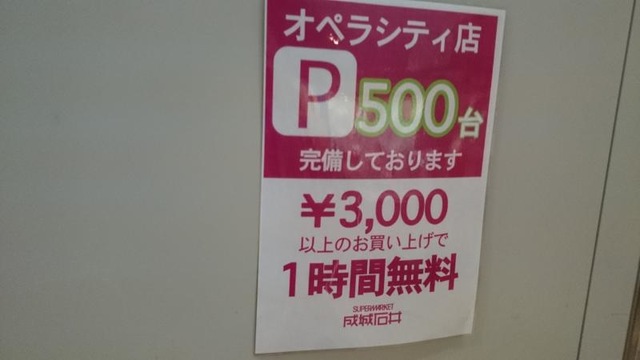 オペラシティ店
P 500台
完備しております
¥3,000
以上のお買い上げで
1時間無料
SUPERMARKET
成城石井